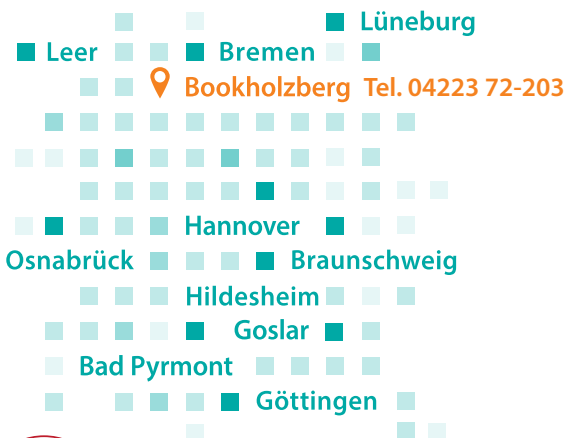 Lüneburg
Leer Bremen
Bookholzberg Tel. 04223 72-203
Hannover
Osnabrück Braunschweig
Hildesheim
Goslar
Bad Pyrmont
Göttingen